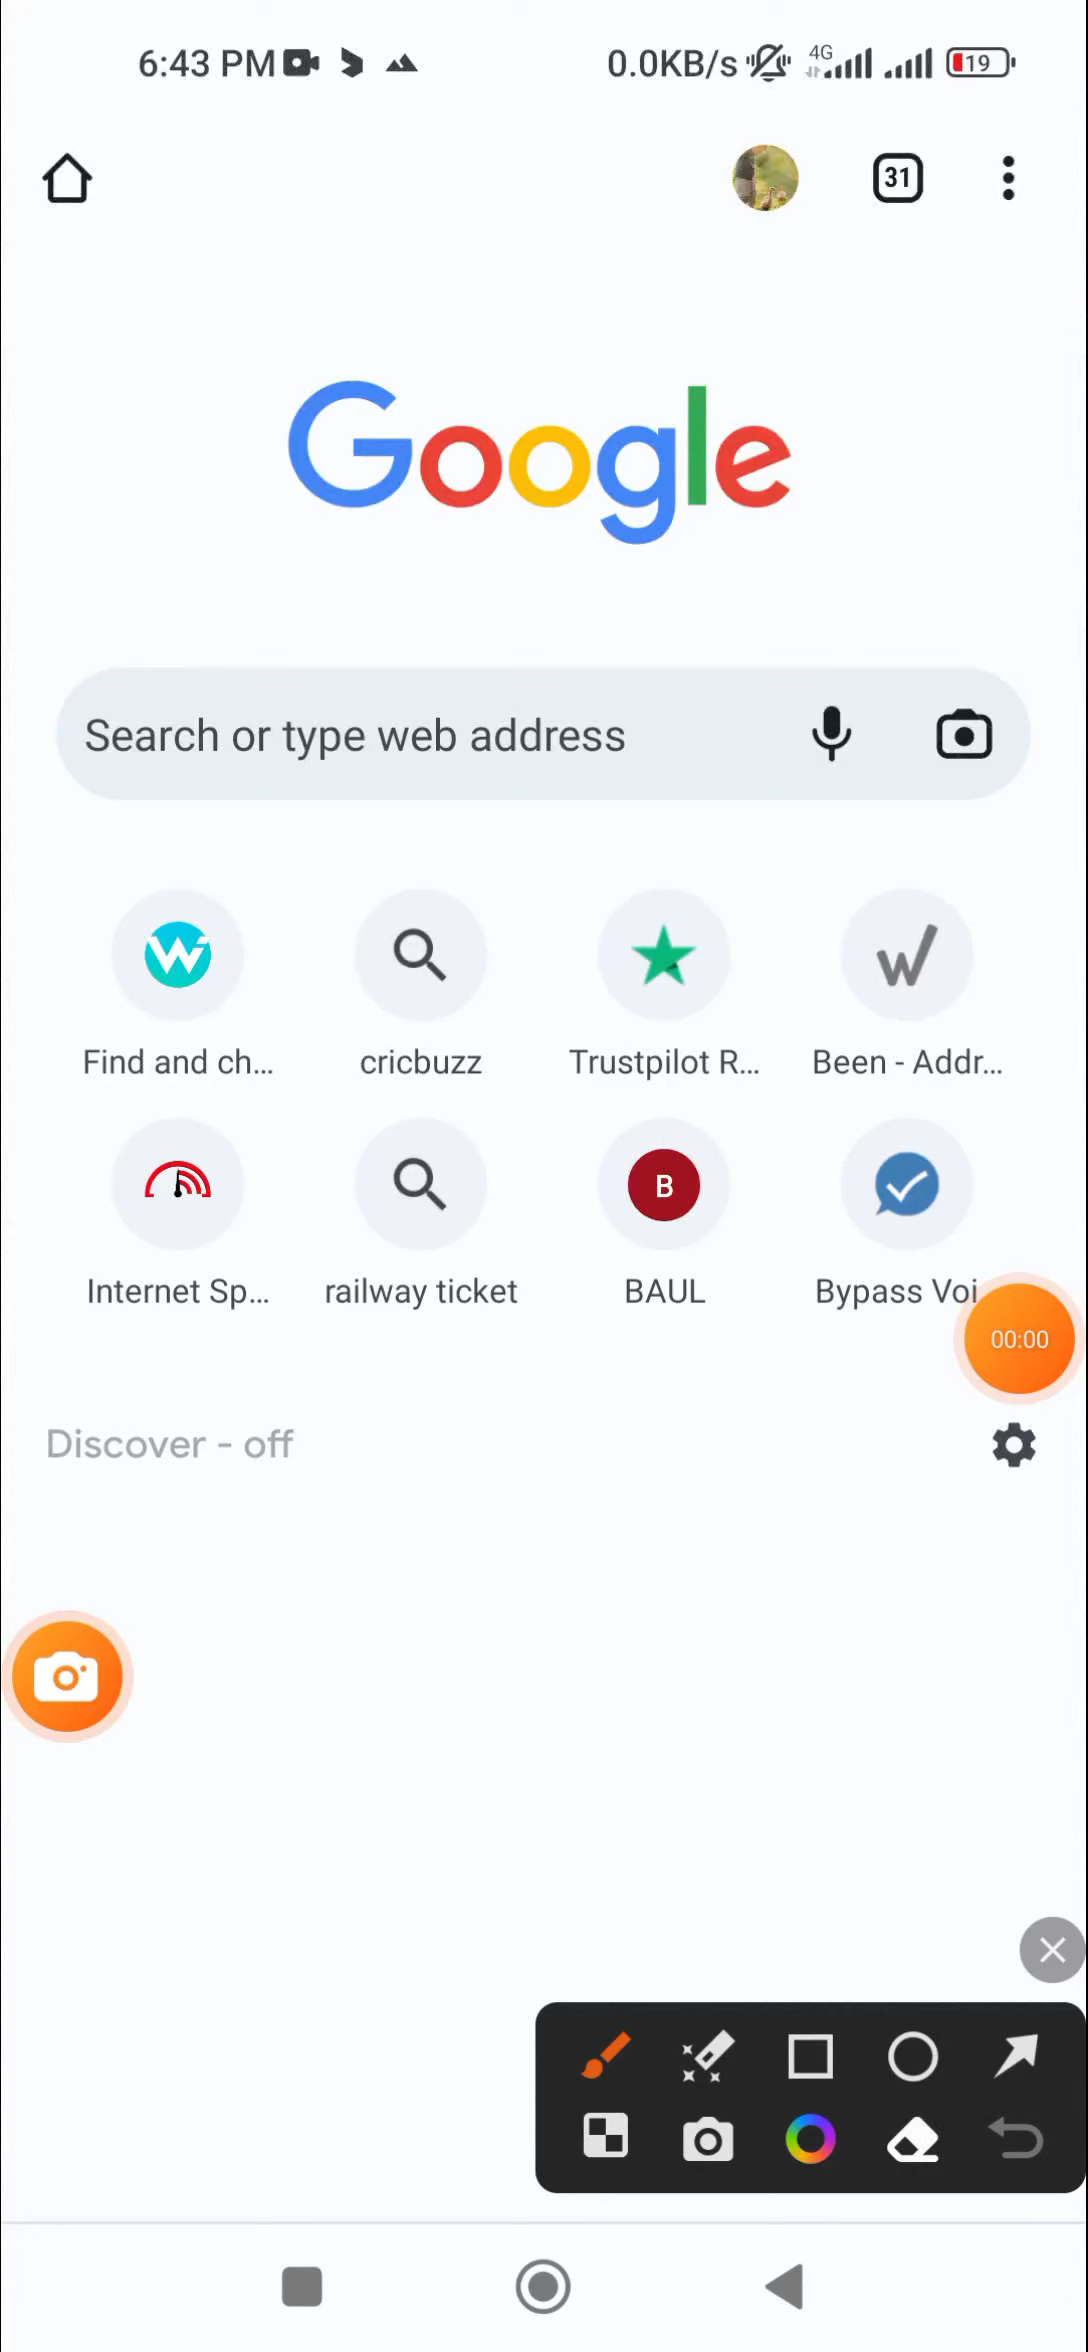 6:43 PM 0.0KB/s 4G 19
31
Google
Search or type web address
Find and ch... cricbuzz Trustpilot R... Been - Addr...
B
Internet Sp... railway ticket BAUL Bypass Voi
00:00
Discover - off